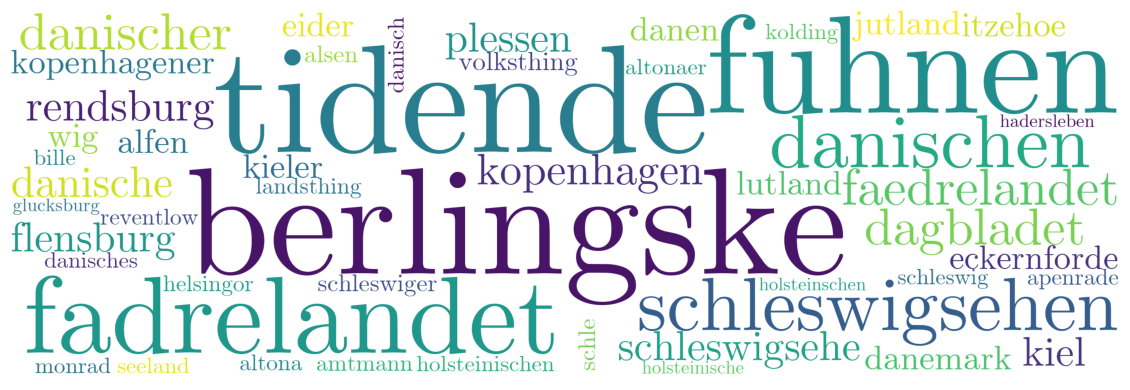 danischer
eider
danisch
plessen
danen
fuhnen
kolding
jutland
itzehoe
kopenhagener
alsen
tidende
volksthing
altonaer
rendsburg
hadersleben
wig
alfen
danischen
bille
kieler
kopenhagen
danische
landsthing
berlingske
lutland
faedrelandet
glucksburg
reventlow
dagbladet
flensburg
danisches
eckernforde
fadrelandet
helsingor
schleswiger
holsteinschen
schleswig
apenrade
schleswigsehen
schle
schleswigsehe
monrad
seeland
altona
amtmann
holsteinischen
holsteinische
danemark
kiel